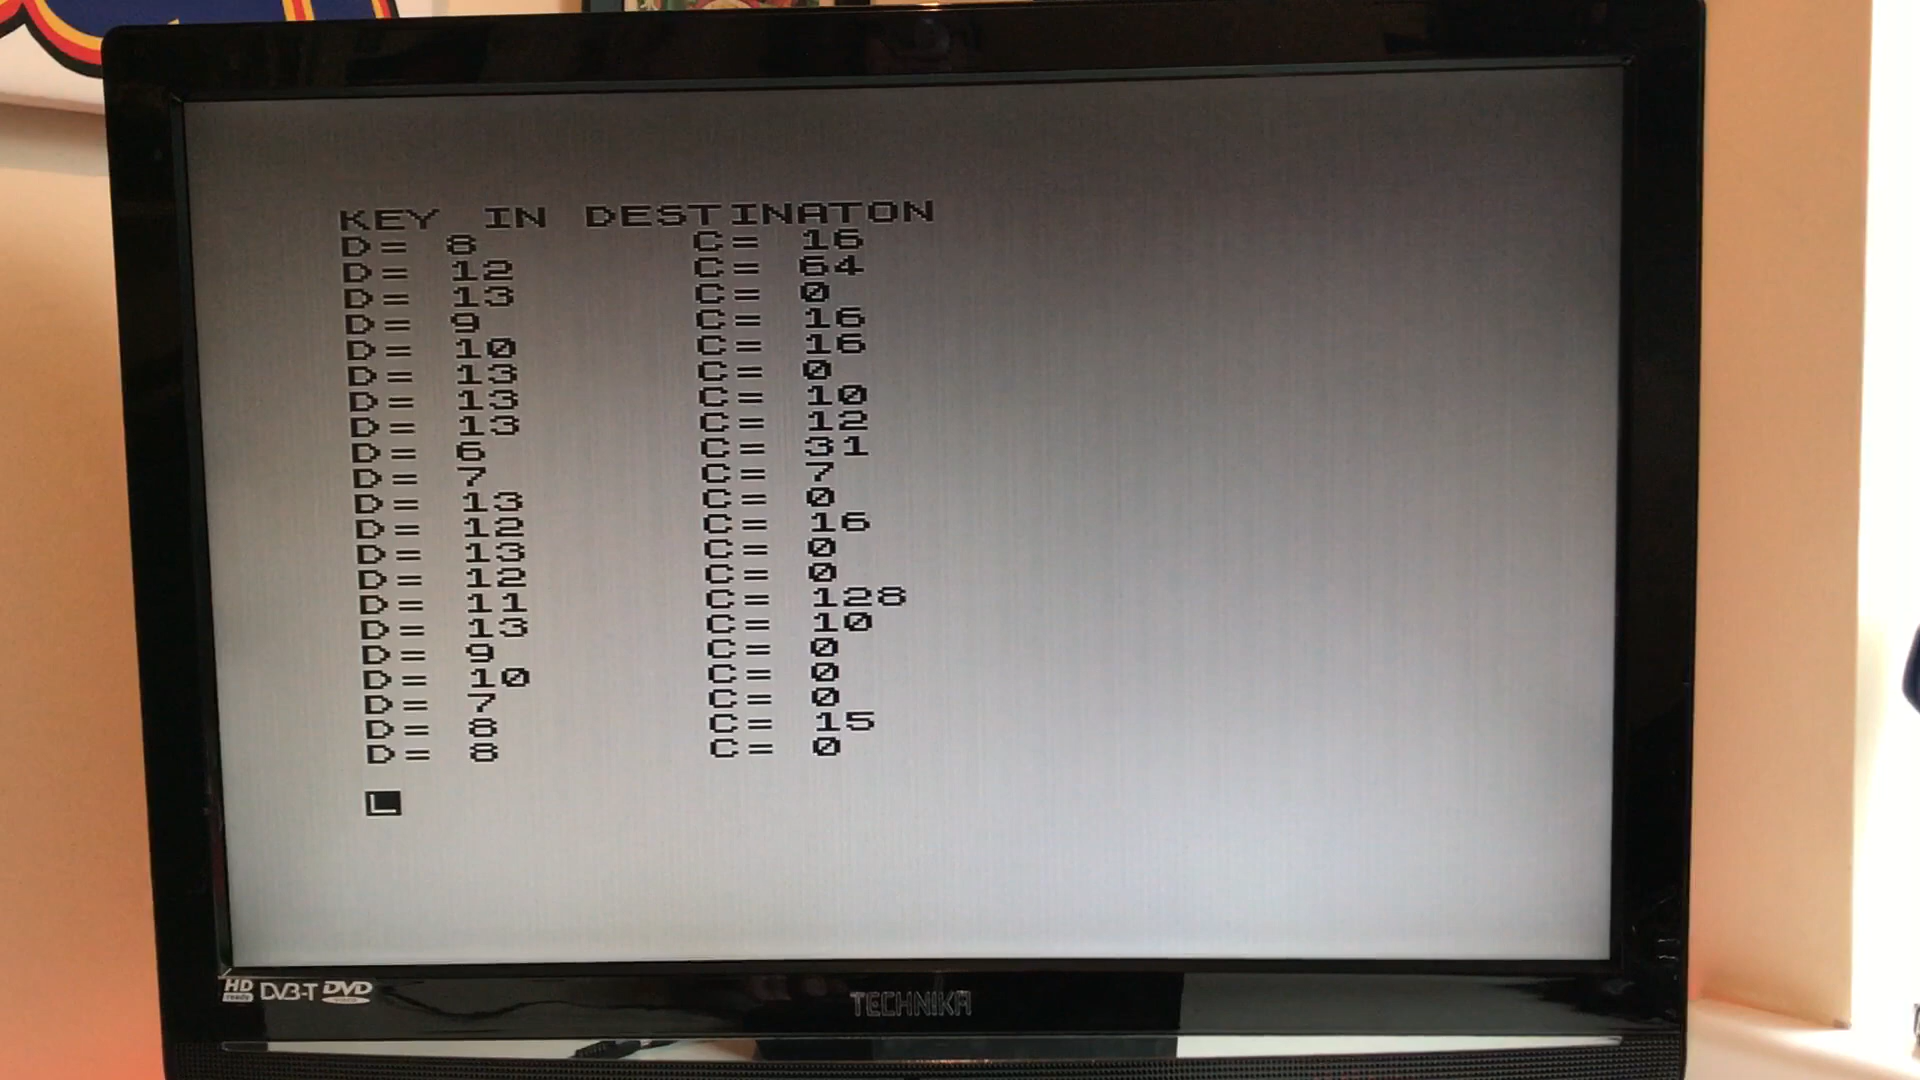 KEY IN DESTINATON
D= 8 C= 16
D= 12 C= 64
D= 13 C= 0
D= 9 C= 16
D= 10 C= 16
D= 13 C= 0
D= 13 C= 10
D= 13 C= 12
D= 6 C= 31
D= 7 C= 7
D= 13 C= 0
D= 12 C= 16
D= 13 C= 0
D= 12 C= 0
D= 11 C= 128
D= 13 C= 10
D= 9 C= 0
D= 10 C= 0
D= 7 C= 0
D= 8 C= 15
D= 8 C= 0
L
HD ready DVB-T DVD VIDEO TECHNIKA